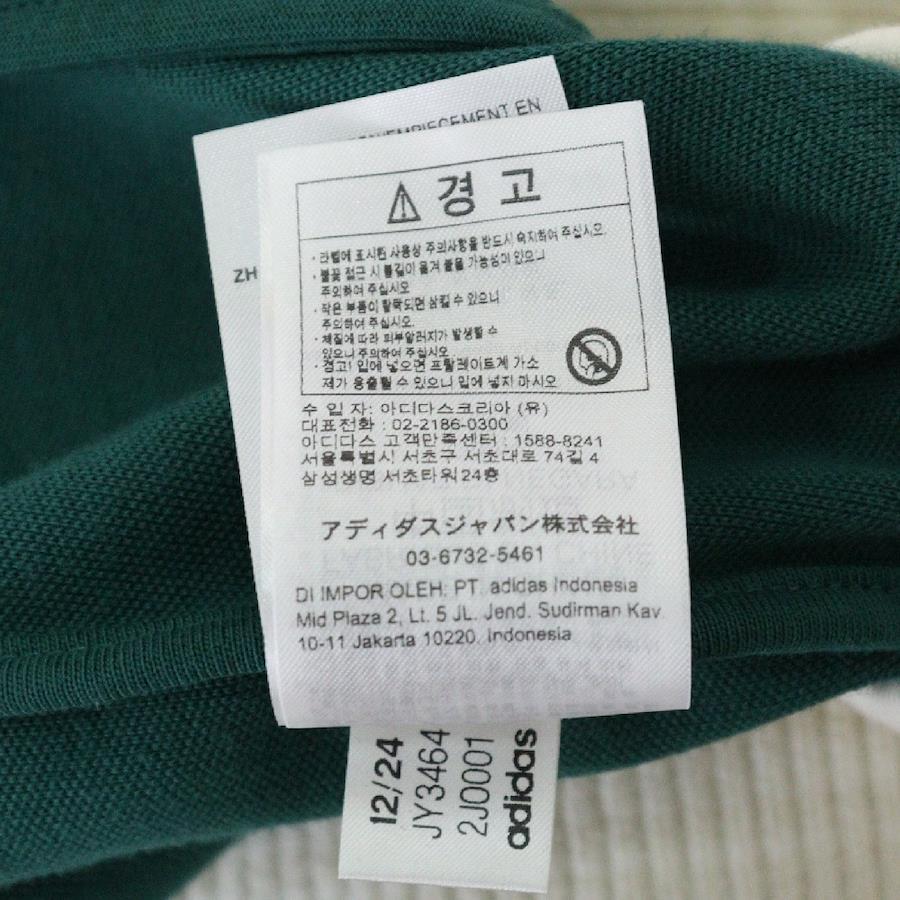 EMPIECEMENT EN
ZH
⚠ 경 고
· 라벨에 표시된 사용상 주의사항을 반드시 숙지하여 주십시오.
· 불꽃 접근 시 불길이 옮겨 붙을 가능성이 있으니
주의하여 주십시오
· 작은 부품이 탈락되면 삼킬 수 있으니
주의하여 주십시오.
· 체질에 따라 피부알러지가 발생할 수
있으니 주의하여 주십시오
· 경고! 입에 넣으면 프탈레이트계 가소
제가 용출될 수 있으니 입에 넣지 마시오
수 입 자: 아디다스코리아 (유)
대표전화 : 02-2186-0300
아디다스 고객만족센터 : 1588-8241
서울특별시 서초구 서초대로 74길 4
삼성생명 서초타워 24층
アディダスジャパン株式会社
03-6732-5461
DI IMPOR OLEH: PT. adidas Indonesia
Mid Plaza 2, Lt. 5 JL. Jend. Sudirman Kav.
10-11 Jakarta 10220. Indonesia
12/24
JY3464
2J0001
adidas